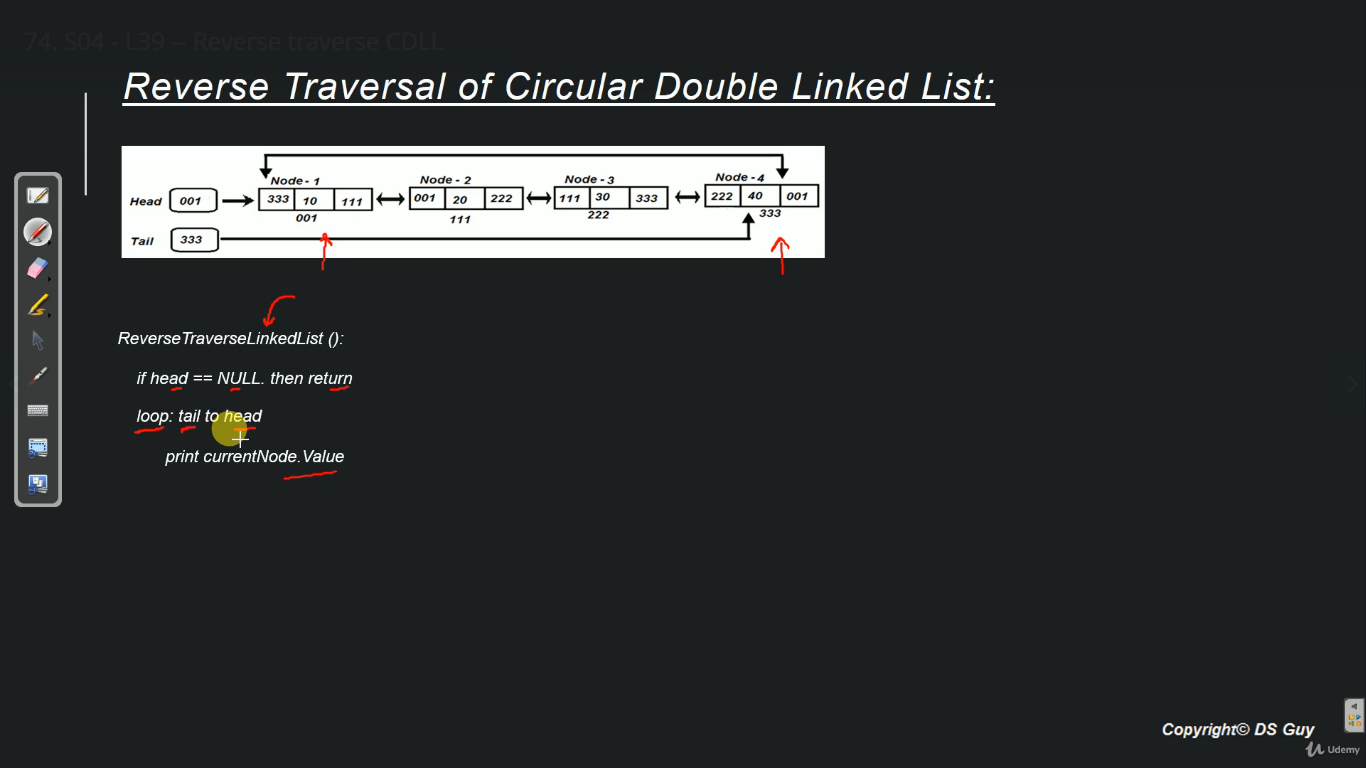 74. S04 - L39 -- Reverse traverse CDLL
Reverse Traversal of Circular Double Linked List:
Node - 1 Node - 2 Node - 3 Node - 4
Head 001 333 10 111 001 20 222 111 30 333 222 40 001
001 111 222 333
Tail 333
ReverseTraverseLinkedList ():
if head == NULL. then return
loop: tail to head
print currentNode.Value
Copyright© DS Guy
Udemy